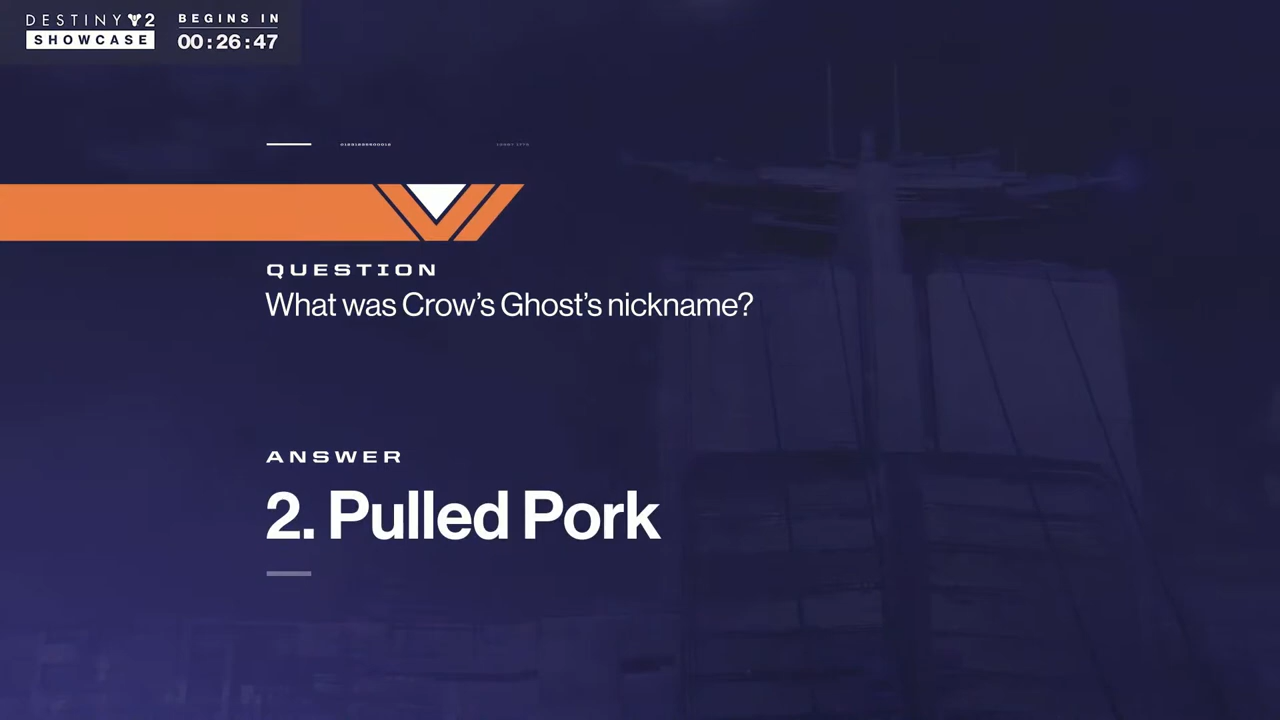 DESTINY 2
SHOWCASE
BEGINS IN
00:26:47
QUESTION
What was Crow’s Ghost’s nickname?
ANSWER
2. Pulled Pork